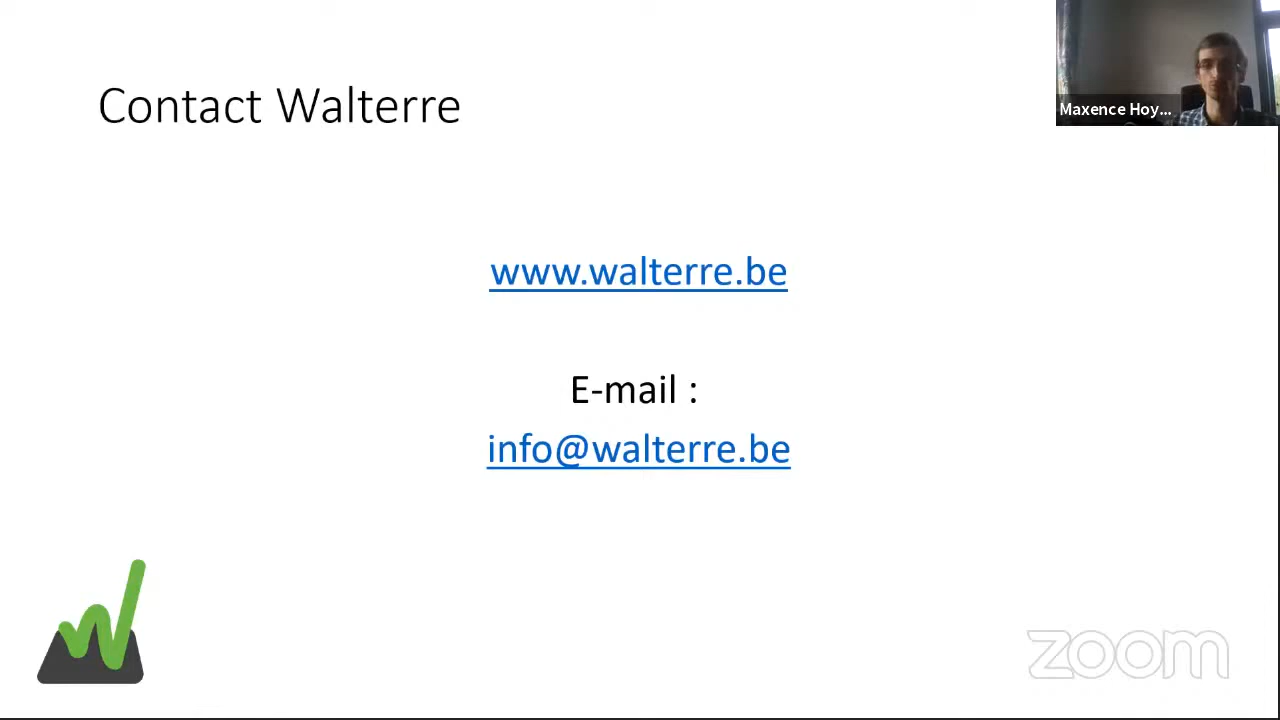 Contact Walterre
Maxence Hoy...
www.walterre.be
E-mail :
info@walterre.be
zoom